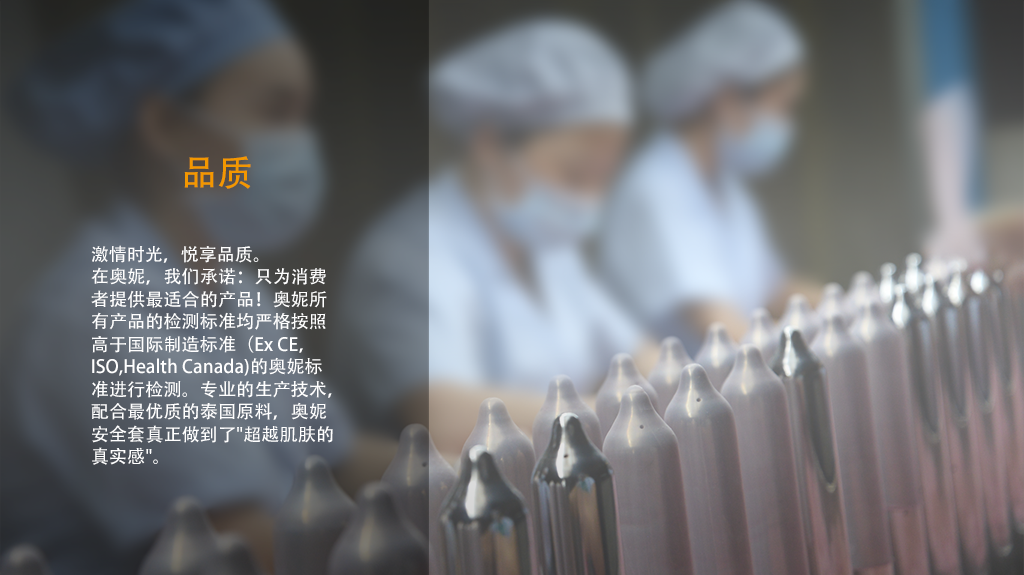 品质
激情时光，悦享品质。
在奥妮，我们承诺：只为消费
者提供最适合的产品！奥妮所
有产品的检测标准均严格按照
高于国际制造标准（Ex CE,
ISO,Health Canada)的奥妮标
准进行检测。专业的生产技术,
配合最优质的泰国原料，奥妮
安全套真正做到了"超越肌肤的
真实感"。